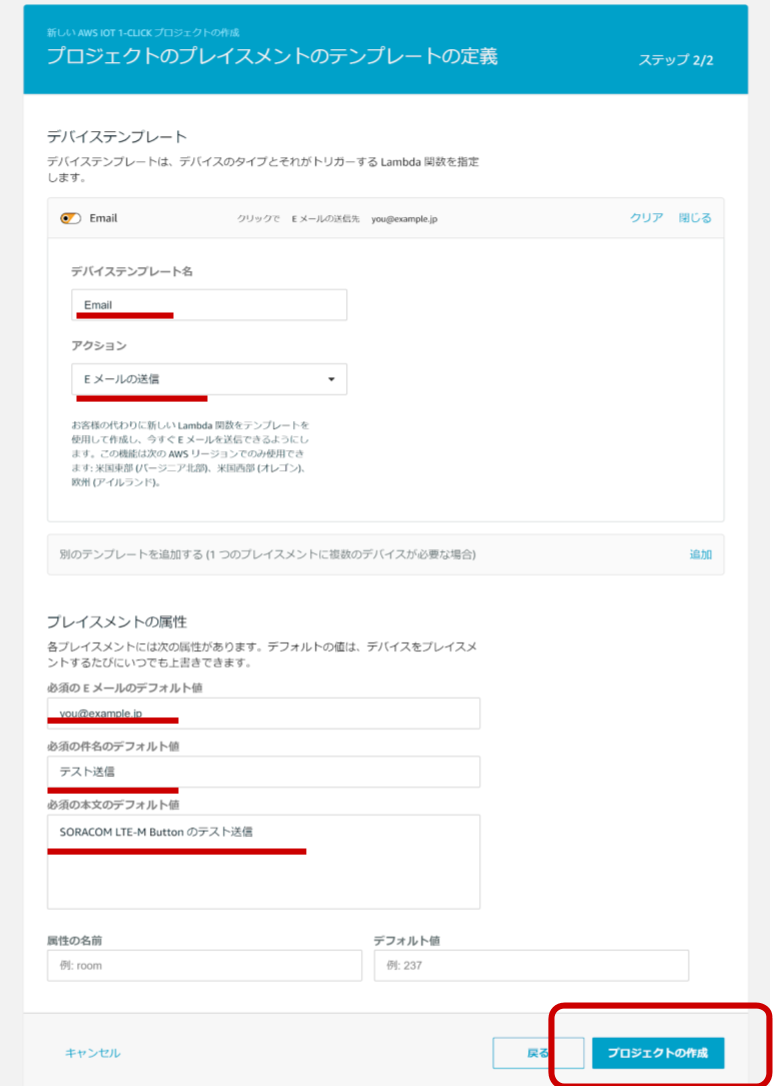 新しい AWS IOT 1-CLICK プロジェクトの作成
プロジェクトのプレイスメントのテンプレートの定義
ステップ 2/2
デバイステンプレート
デバイステンプレートは、デバイスのタイプとそれがトリガーする Lambda 関数を指定
します。
Email クリックで E メールの送信先 you@example.jp クリア 閉じる
デバイステンプレート名
Email
アクション
E メールの送信
お客様の代わりに新しい Lambda 関数をテンプレートを
使用して作成し、今すぐ E メールを送信できるようにし
ます。この機能は次の AWS リージョンでのみ使用でき
ます: 米国東部 (バージニア北部)、米国西部 (オレゴン)、
欧州 (アイルランド)。
別のテンプレートを追加する (1 つのプレイスメントに複数のデバイスが必要な場合) 追加
プレイスメントの属性
各プレイスメントには次の属性があります。デフォルトの値は、デバイスをプレイスメ
ントするたびにいつでも上書きできます。
必須の E メールのデフォルト値
you@example.jp
必須の件名のデフォルト値
テスト送信
必須の本文のデフォルト値
SORACOM LTE-M Button のテスト送信
属性の名前 デフォルト値
例: room 例: 237
キャンセル 戻る プロジェクトの作成